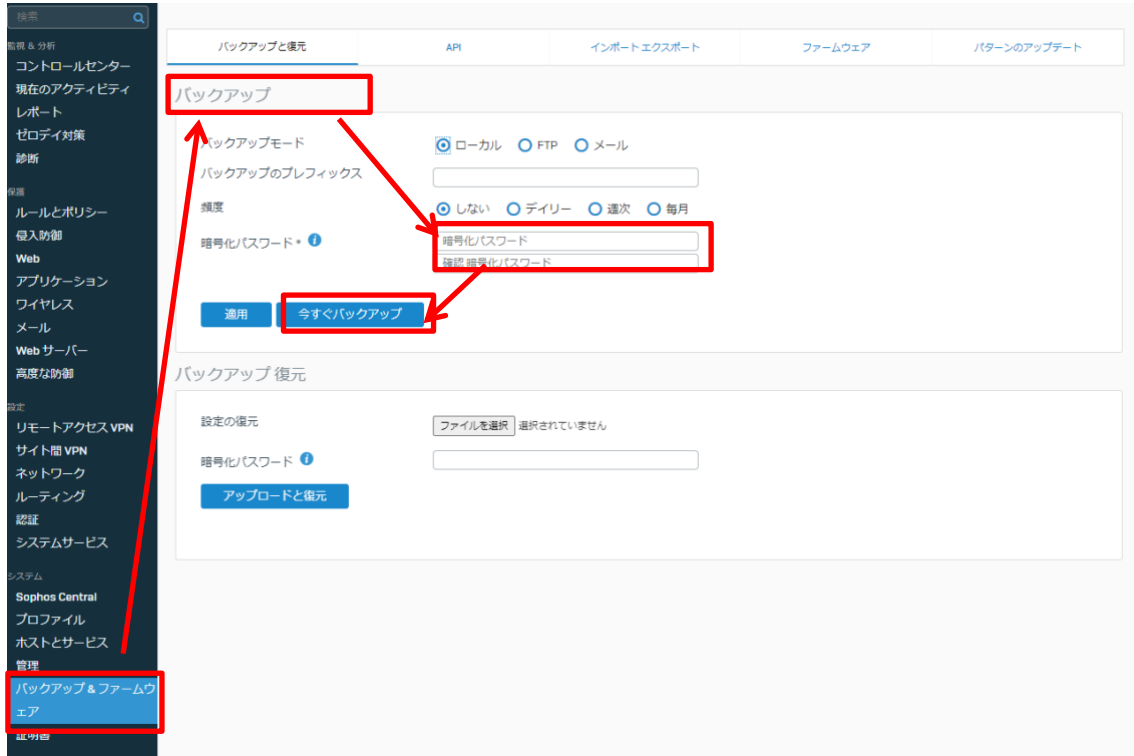 検索
監視 & 分析
コントロールセンター
現在のアクティビティ
レポート
ゼロデイ対策
診断
保護
ルールとポリシー
侵入防御
Web
アプリケーション
ワイヤレス
メール
Web サーバー
高度な防御
設定
リモートアクセス VPN
サイト間 VPN
ネットワーク
ルーティング
認証
システムサービス
システム
Sophos Central
プロファイル
ホストとサービス
管理
バックアップ & ファームウ
ェア
証明書
バックアップと復元 API インポート エクスポート ファームウェア パターンのアップデート
バックアップ
バックアップモード ローカル FTP メール
バックアップのプレフィックス
頻度 しない デイリー 週次 毎月
暗号化パスワード * 暗号化パスワード
確認 暗号化パスワード
適用 今すぐバックアップ
バックアップ 復元
設定の復元 ファイルを選択 選択されていません
暗号化パスワード
アップロードと復元